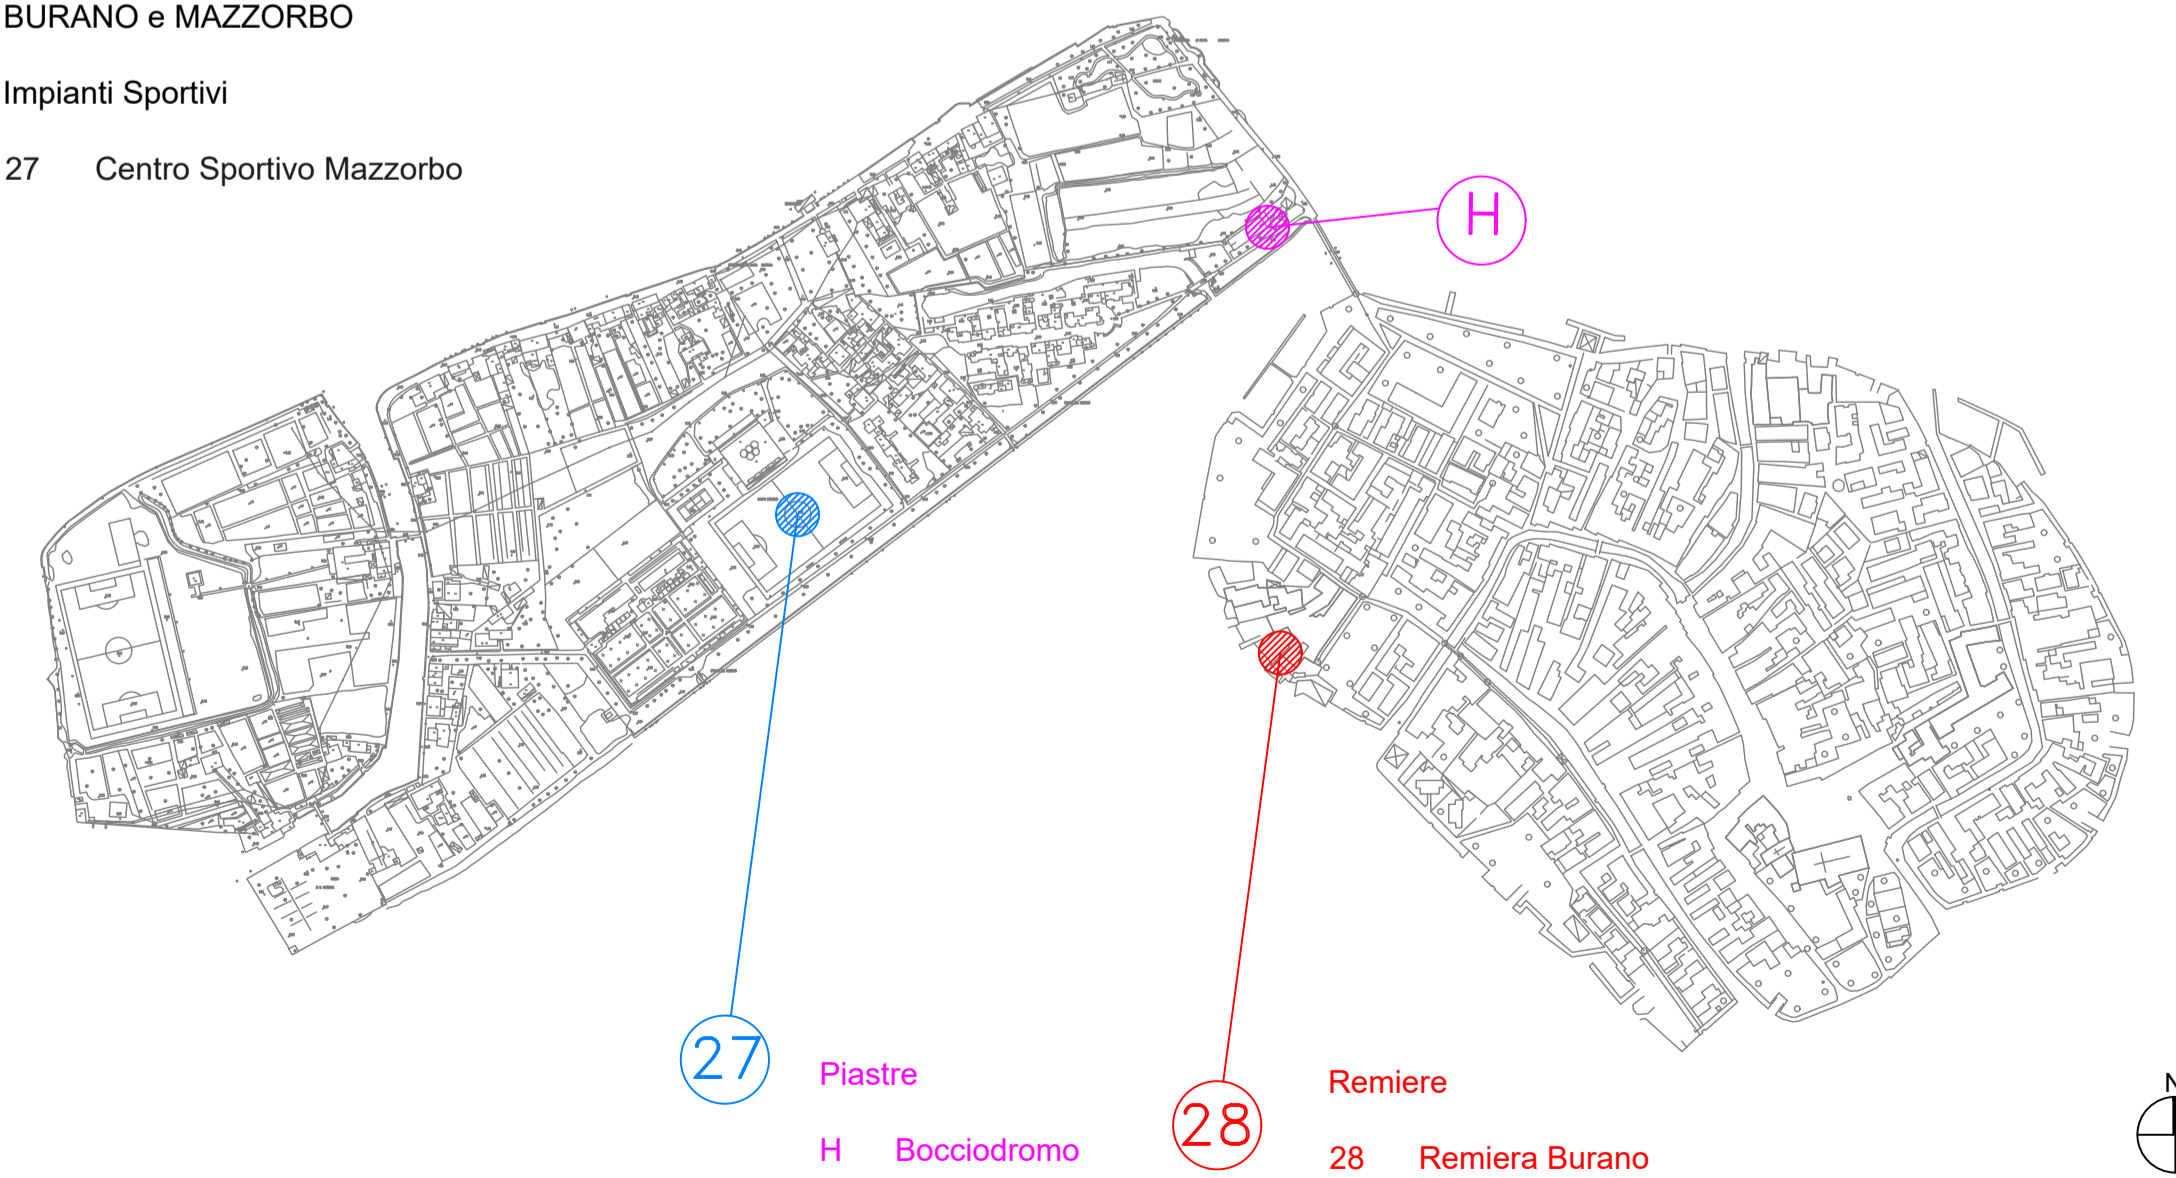 BURANO e MAZZORBO
Impianti Sportivi
27 Centro Sportivo Mazzorbo
H
27
Piastre
H Bocciodromo
28
Remiere
28 Remiera Burano
N